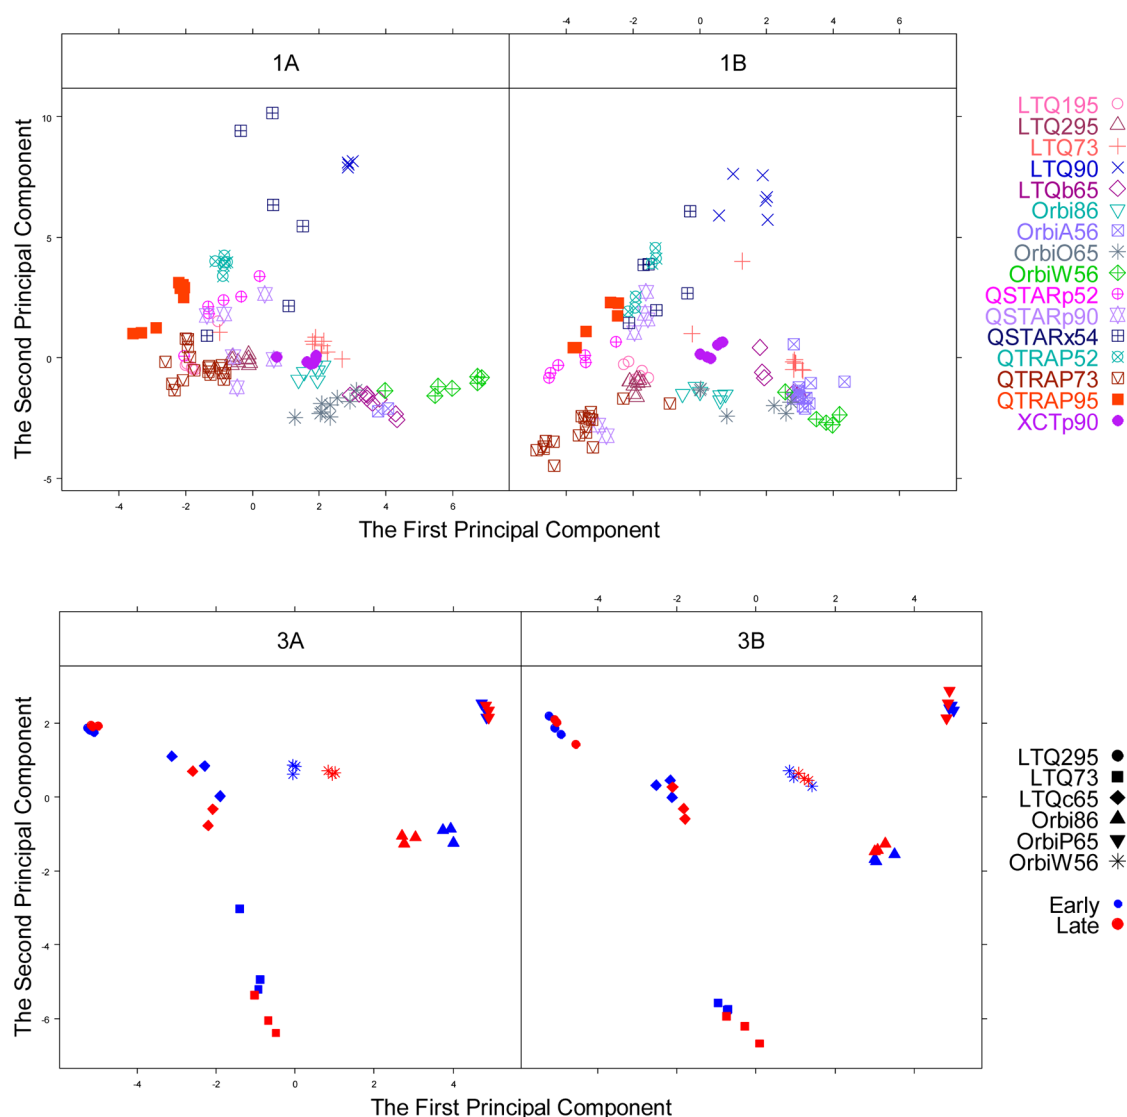 -4 -2 0 2 4 6
1A 1B
The Second Principal Component
10
5
0
-5
-4 -2 0 2 4 6
The First Principal Component
LTQ195
LTQ295
LTQ73
LTQ90
LTQb65
Orbi86
OrbiA56
OrbiO65
OrbiW56
QSTARp52
QSTARp90
QSTARx54
QTRAP52
QTRAP73
QTRAP95
XCTp90
-4 -2 0 2 4
3A 3B
The Second Principal Component
2
0
-2
-4
-6
-4 -2 0 2 4
The First Principal Component
LTQ295
LTQ73
LTQc65
Orbi86
OrbiP65
OrbiW56
Early
Late